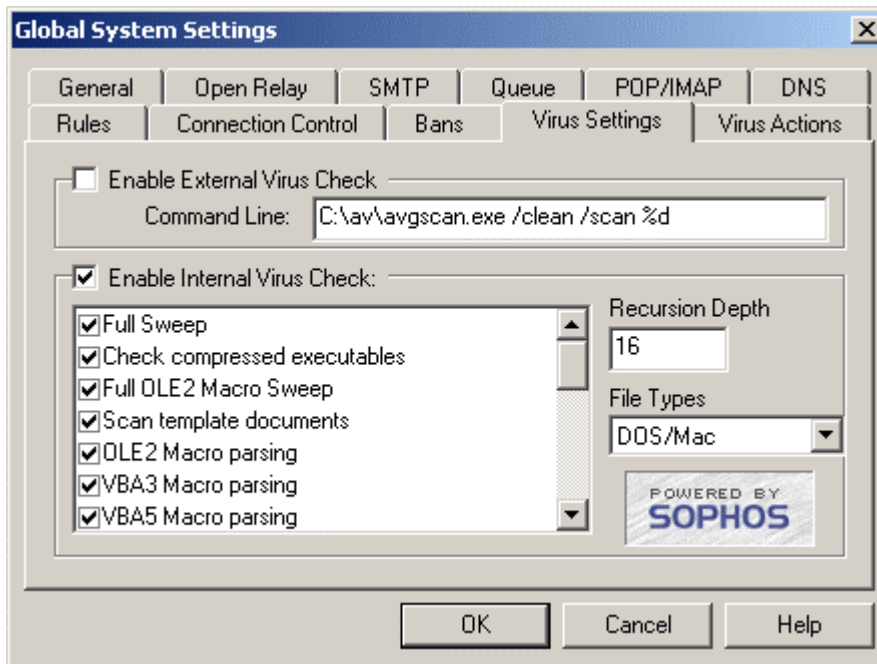 Global System Settings
General Open Relay SMTP Queue POP/IMAP DNS
Rules Connection Control Bans Virus Settings Virus Actions
Enable External Virus Check
Command Line: C:\av\avgscan.exe /clean /scan %d
Enable Internal Virus Check:
Full Sweep
Check compressed executables
Full OLE2 Macro Sweep
Scan template documents
OLE2 Macro parsing
VBA3 Macro parsing
VBA5 Macro parsing
Recursion Depth
16
File Types
DOS/Mac
POWERED BY
SOPHOS
OK Cancel Help